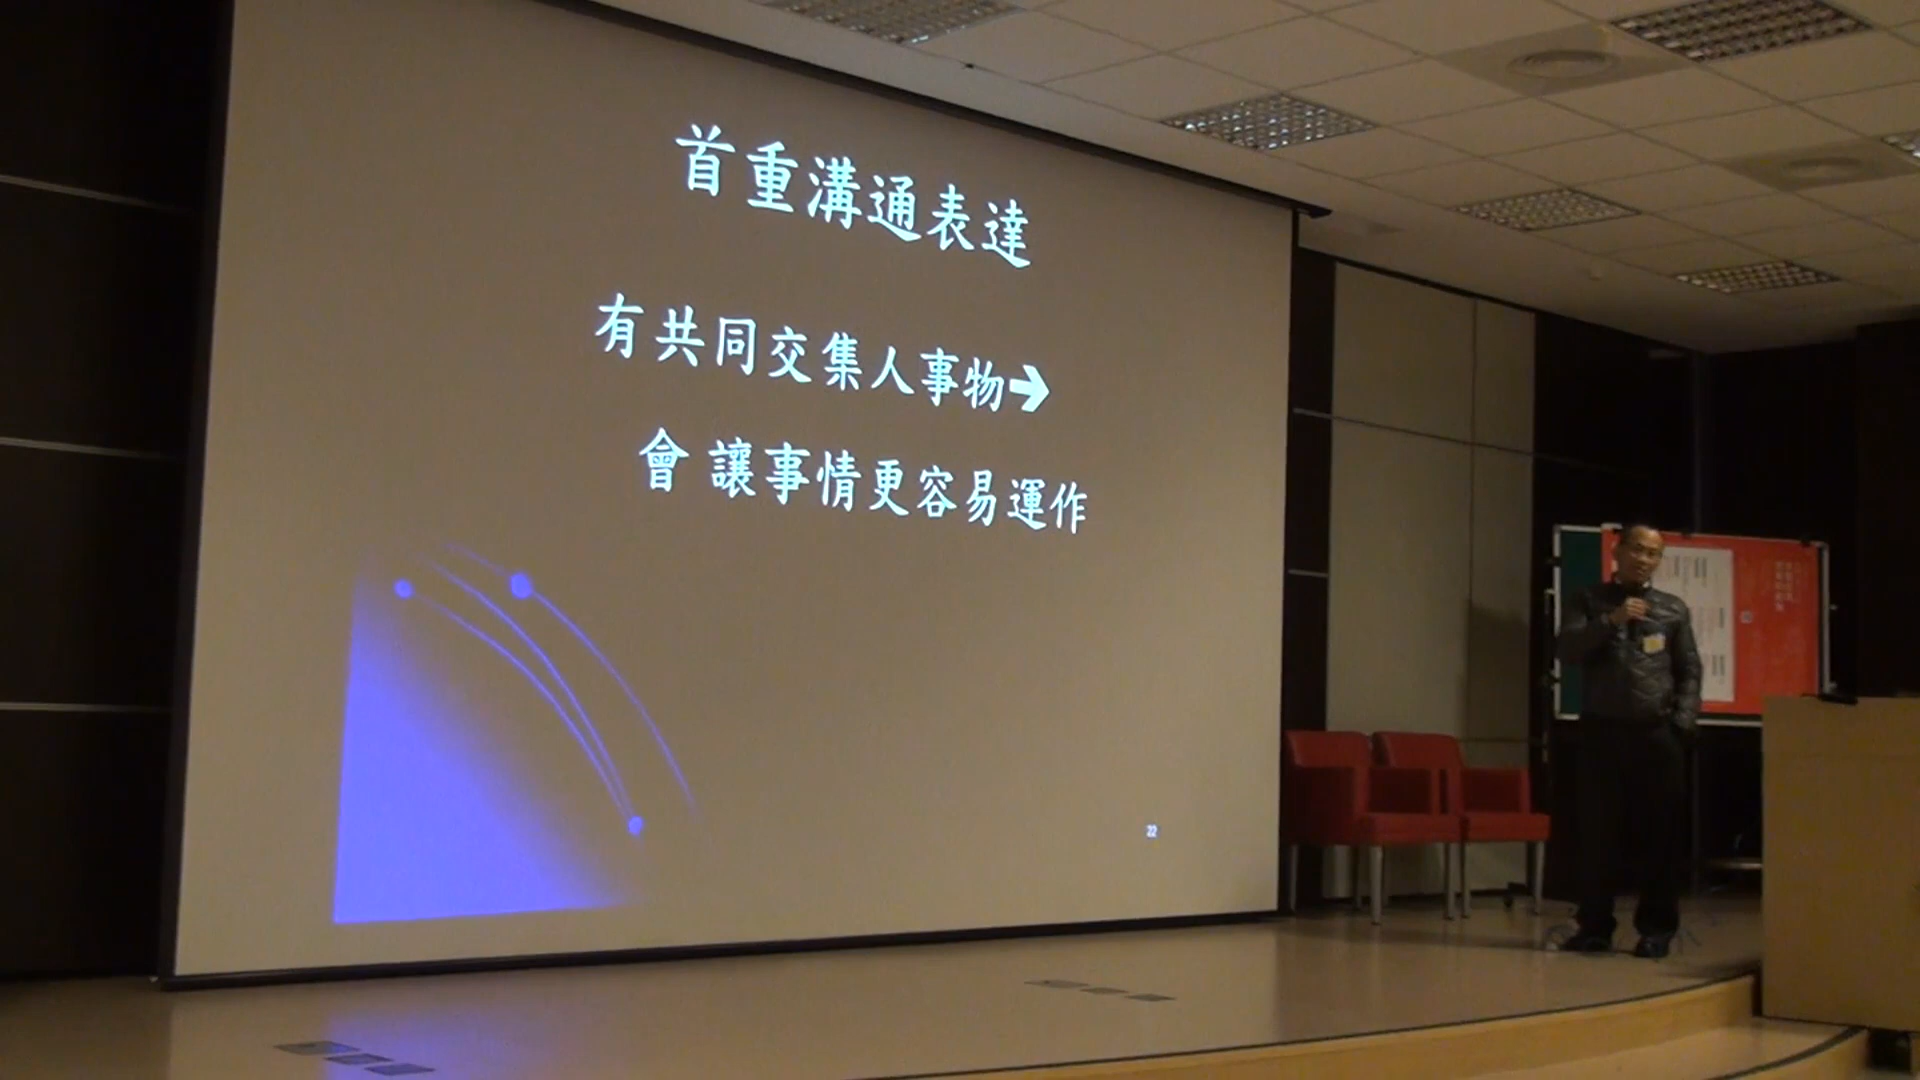 首重溝通表達
有共同交集人事物➔
會 讓事情更容易運作
22